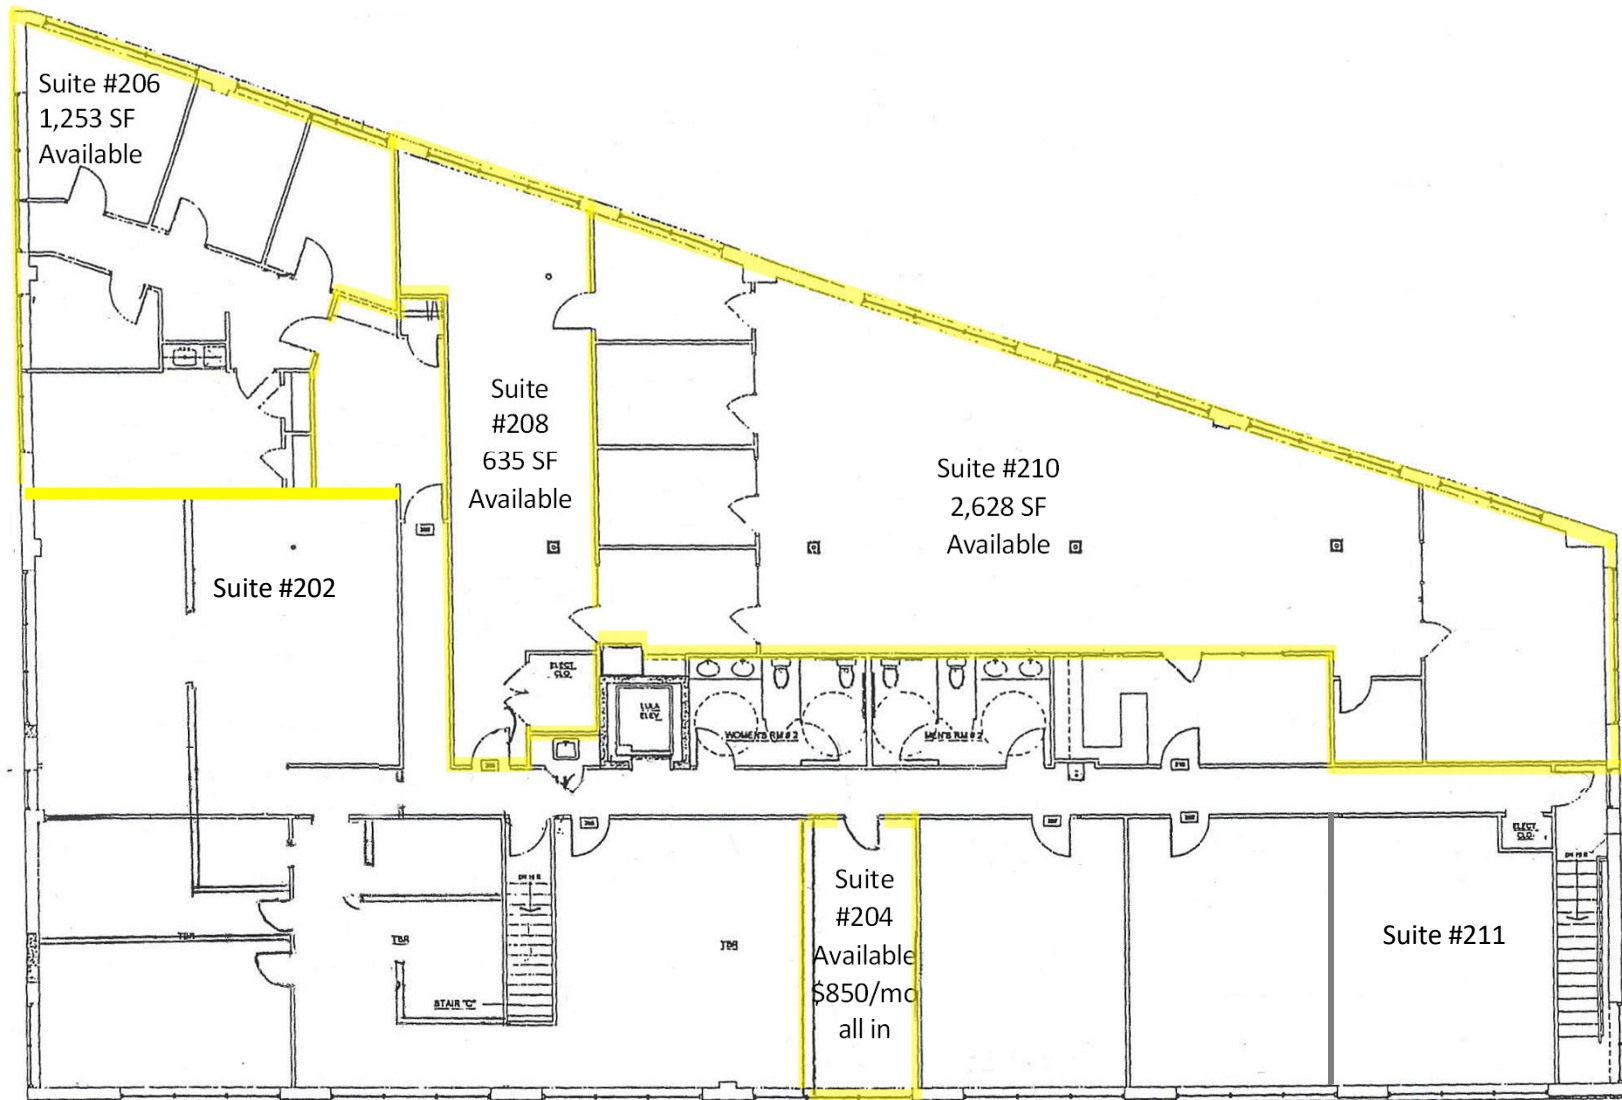 Suite #206
1,253 SF
Available
Suite
#208
635 SF
Available
Suite #210
2,628 SF
Available
Suite #202
ELECT
CLO
LULA
ELEV
WOMEN'S RM # 2
MEN'S RM # 2
ELECT
CLO
Suite
#204
Available
$850/mo
all in
Suite #211
TBR
TBR
TBR
STAIR "C"